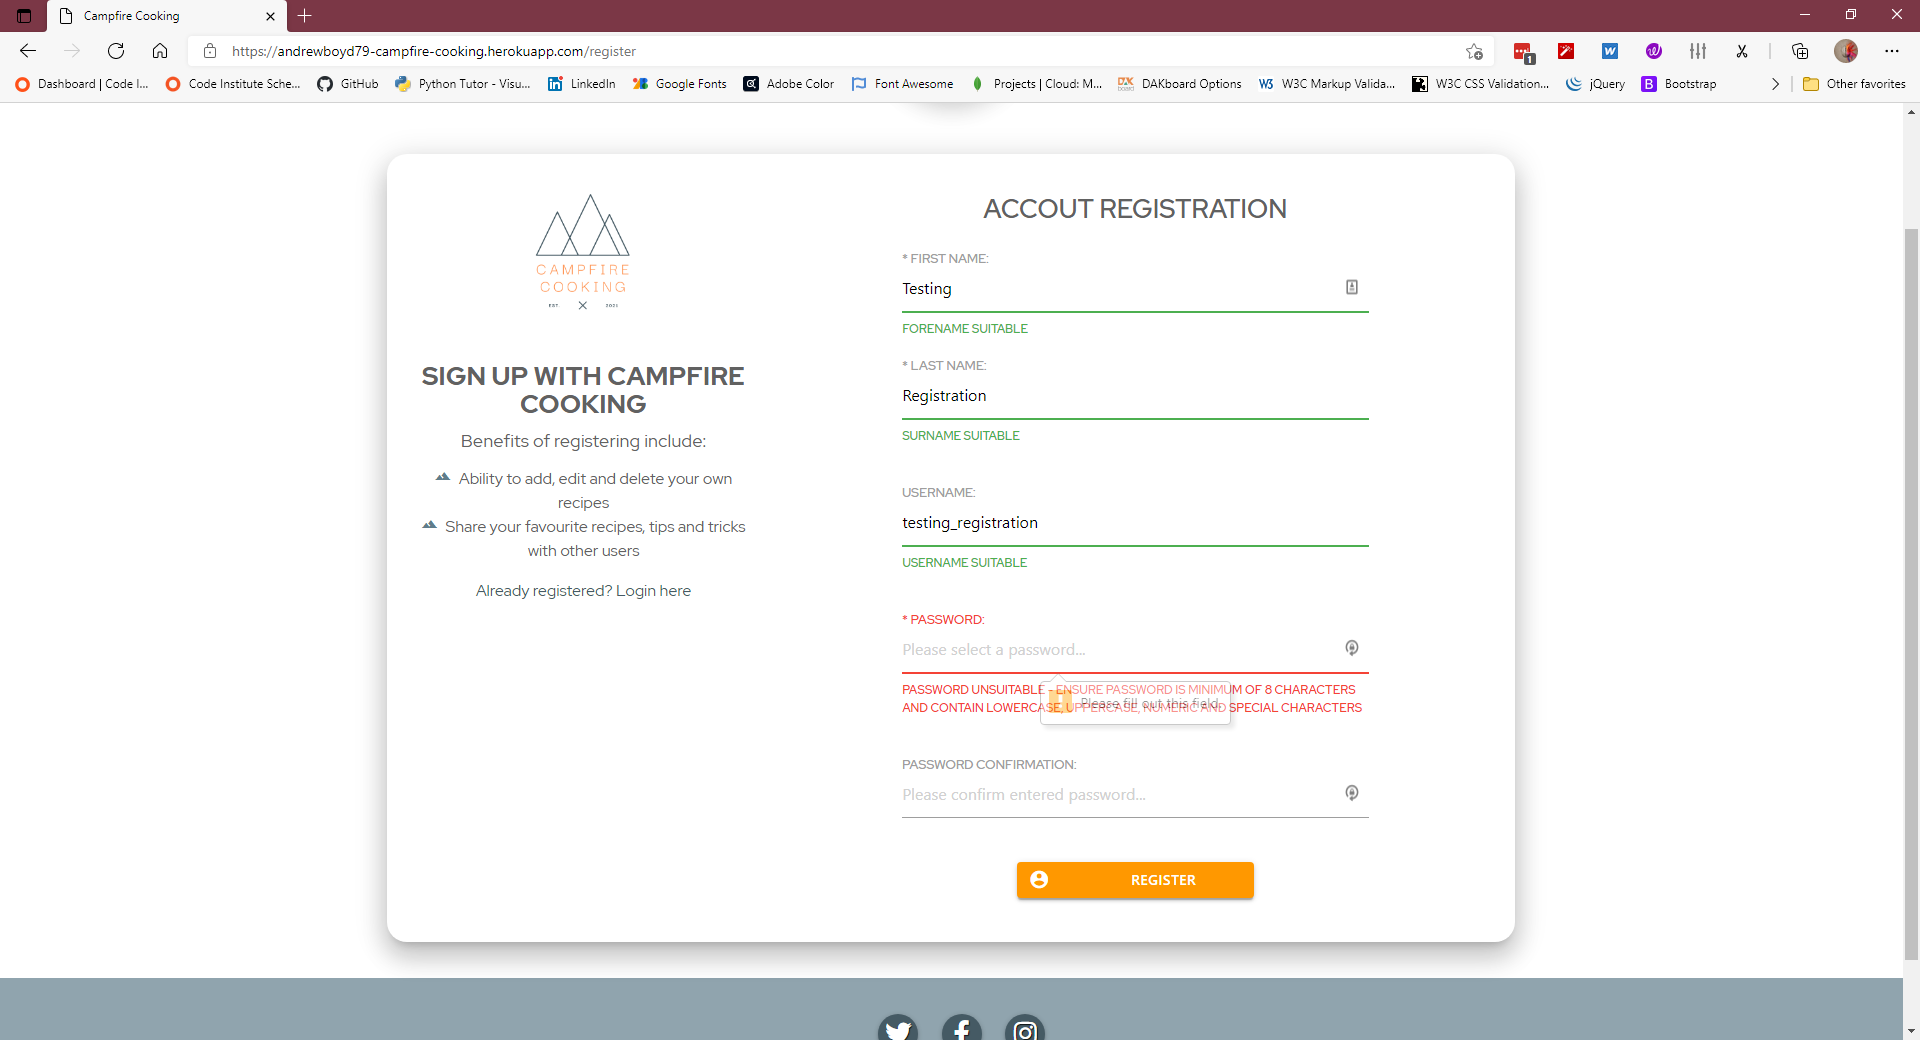 Campfire Cooking
https://andrewboyd79-campfire-cooking.herokuapp.com/register
1
Dashboard | Code I...
Code Institute Sche...
GitHub
Python Tutor - Visu...
LinkedIn
Google Fonts
Adobe Color
Font Awesome
Projects | Cloud: M...
DAKboard Options
W3C Markup Valida...
W3C CSS Validation...
jQuery
Bootstrap
Other favorites
CAMPFIRE
COOKING
EST. 2021
SIGN UP WITH CAMPFIRE
COOKING
Benefits of registering include:
Ability to add, edit and delete your own
recipes
Share your favourite recipes, tips and tricks
with other users
Already registered? Login here
ACCOUT REGISTRATION
* FIRST NAME:
Testing
FORENAME SUITABLE
* LAST NAME:
Registration
SURNAME SUITABLE
USERNAME:
testing_registration
USERNAME SUITABLE
* PASSWORD:
Please select a password...
PASSWORD UNSUITABLE - ENSURE PASSWORD IS MINIMUM OF 8 CHARACTERS
AND CONTAIN LOWERCASE, UPPERCASE, NUMERIC AND SPECIAL CHARACTERS
Please fill out this field.
PASSWORD CONFIRMATION:
Please confirm entered password...
REGISTER